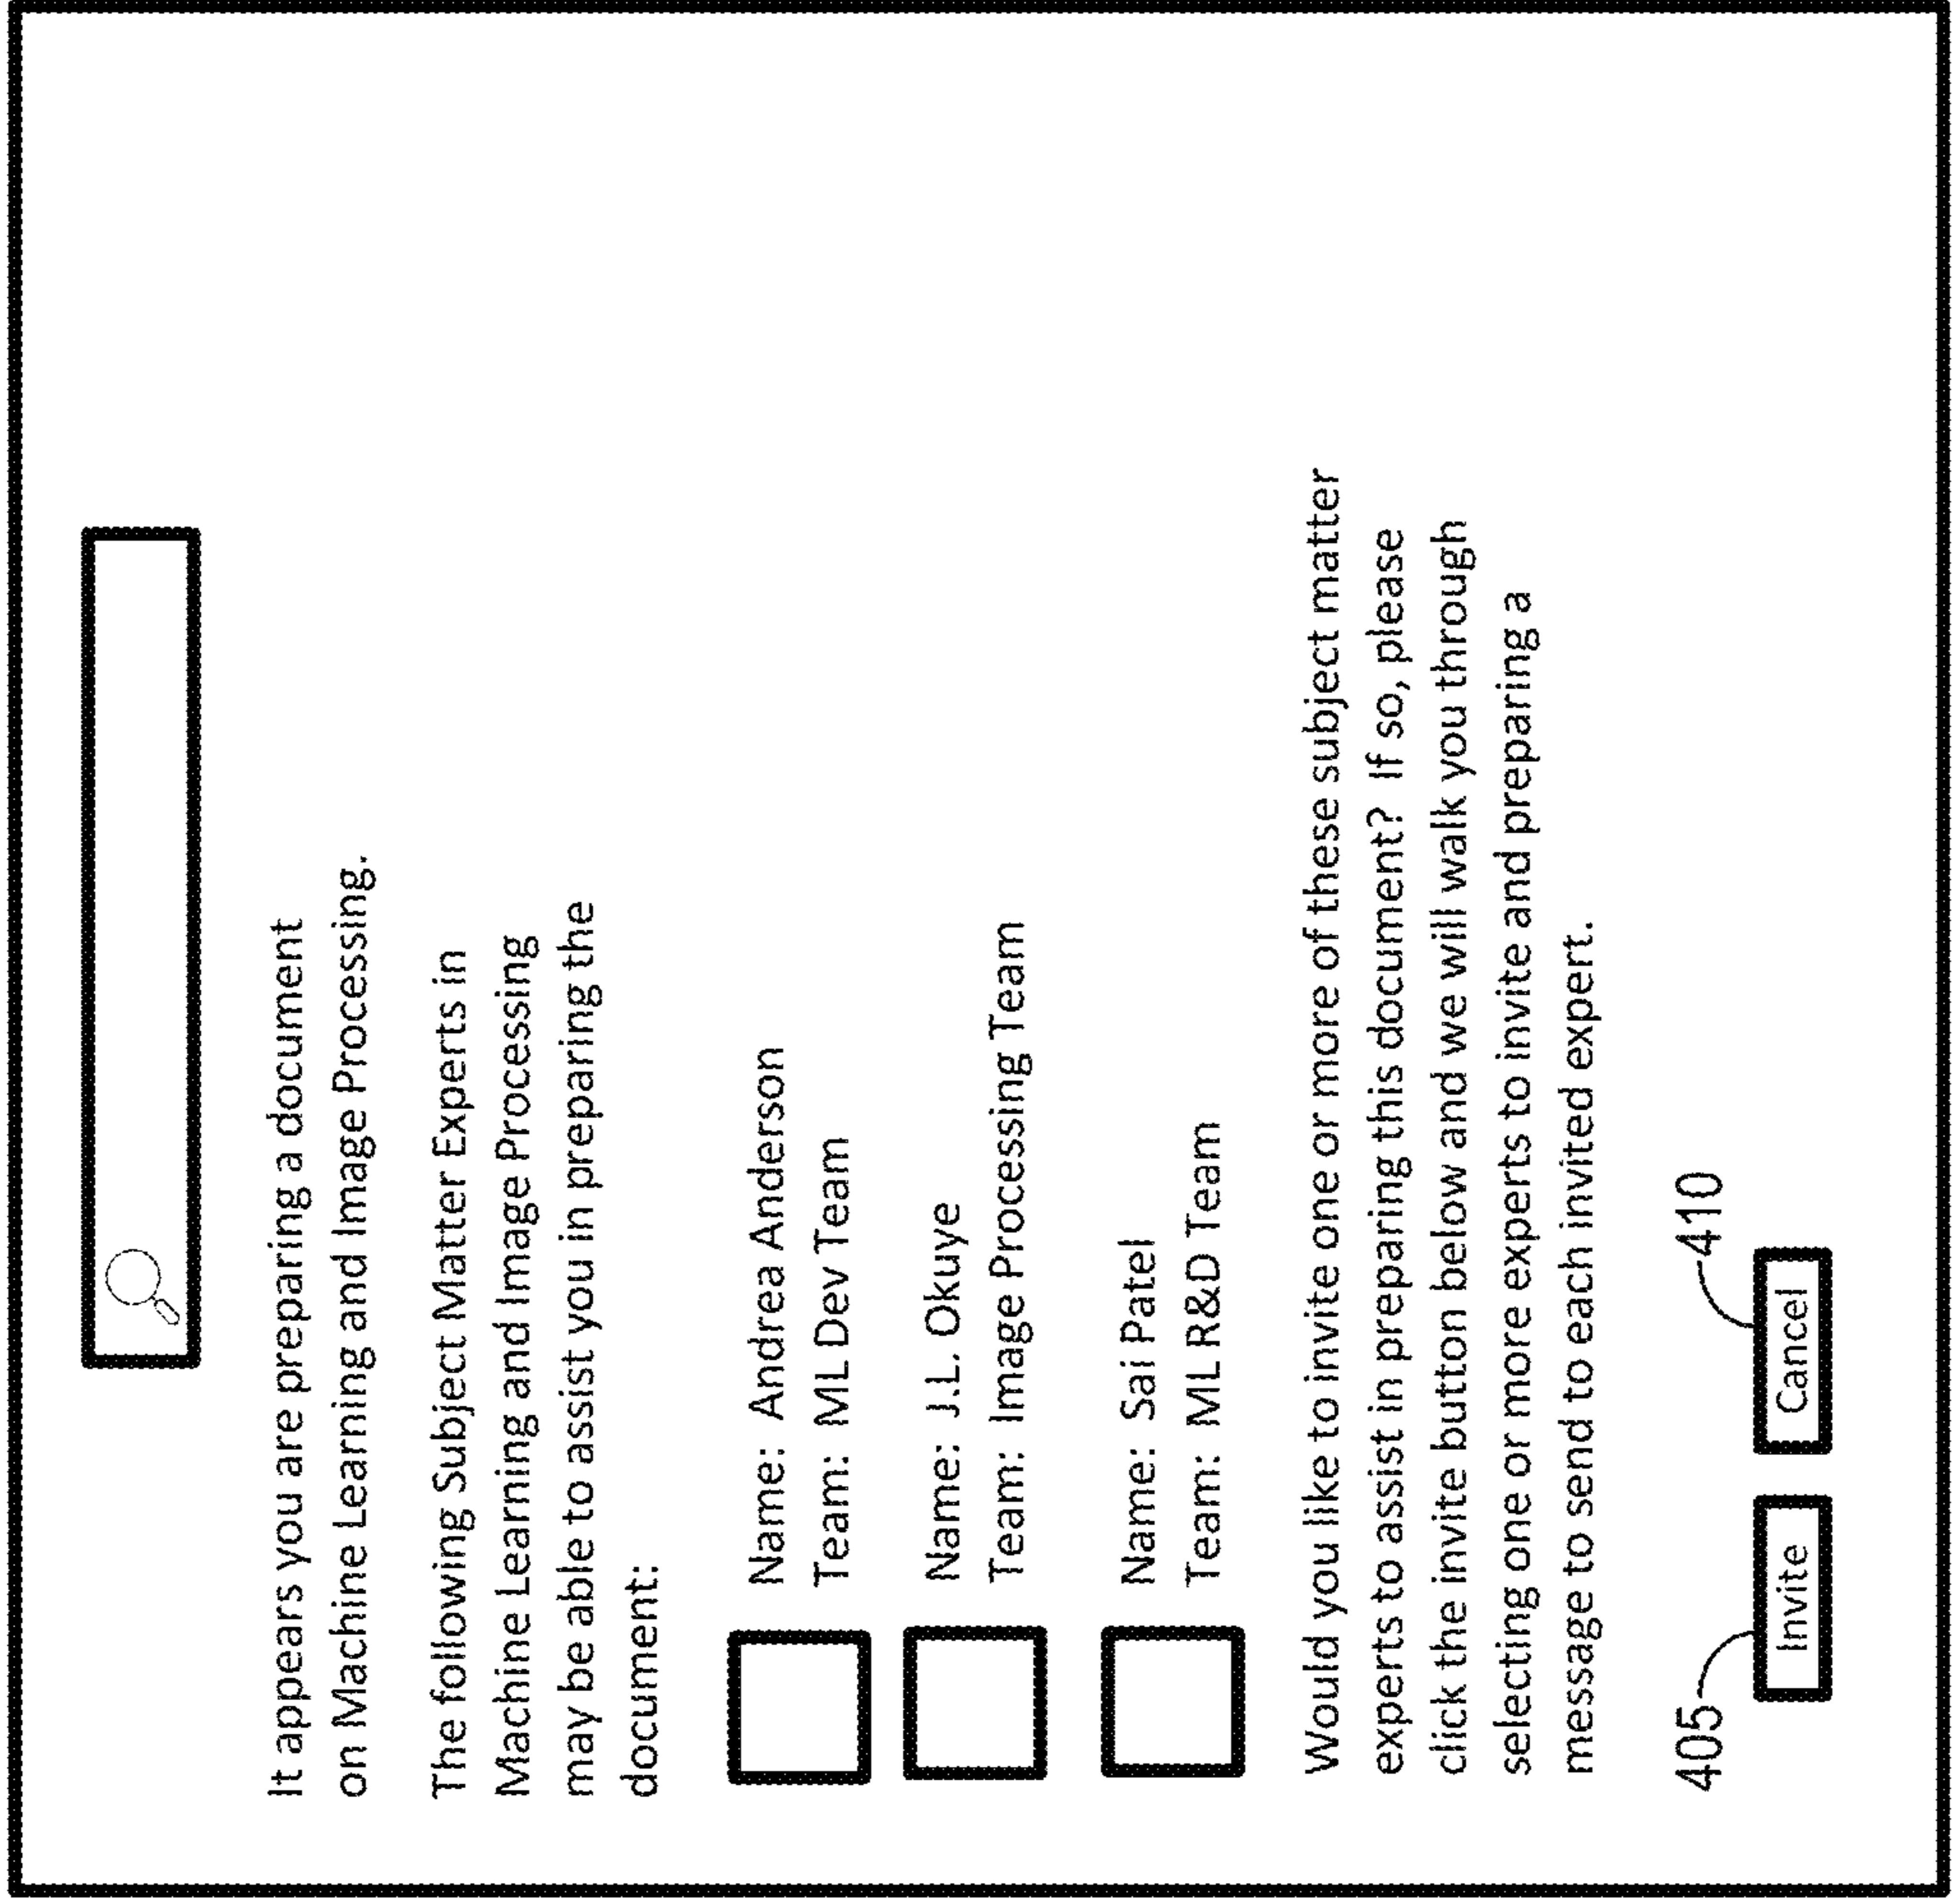 It appears you are preparing a document
on Machine Learning and Image Processing.
The following Subject Matter Experts in
Machine Learning and Image Processing
may be able to assist you in preparing the
document:
Name: Andrea Anderson
Team: ML Dev Team
Name: J.L. Okuye
Team: Image Processing Team
Name: Sai Patel
Team: ML R&D Team
Would you like to invite one or more of these subject matter
experts to assist in preparing this document? If so, please
click the invite button below and we will walk you through
selecting one or more experts to invite and preparing a
message to send to each invited expert.
405 410
Invite Cancel